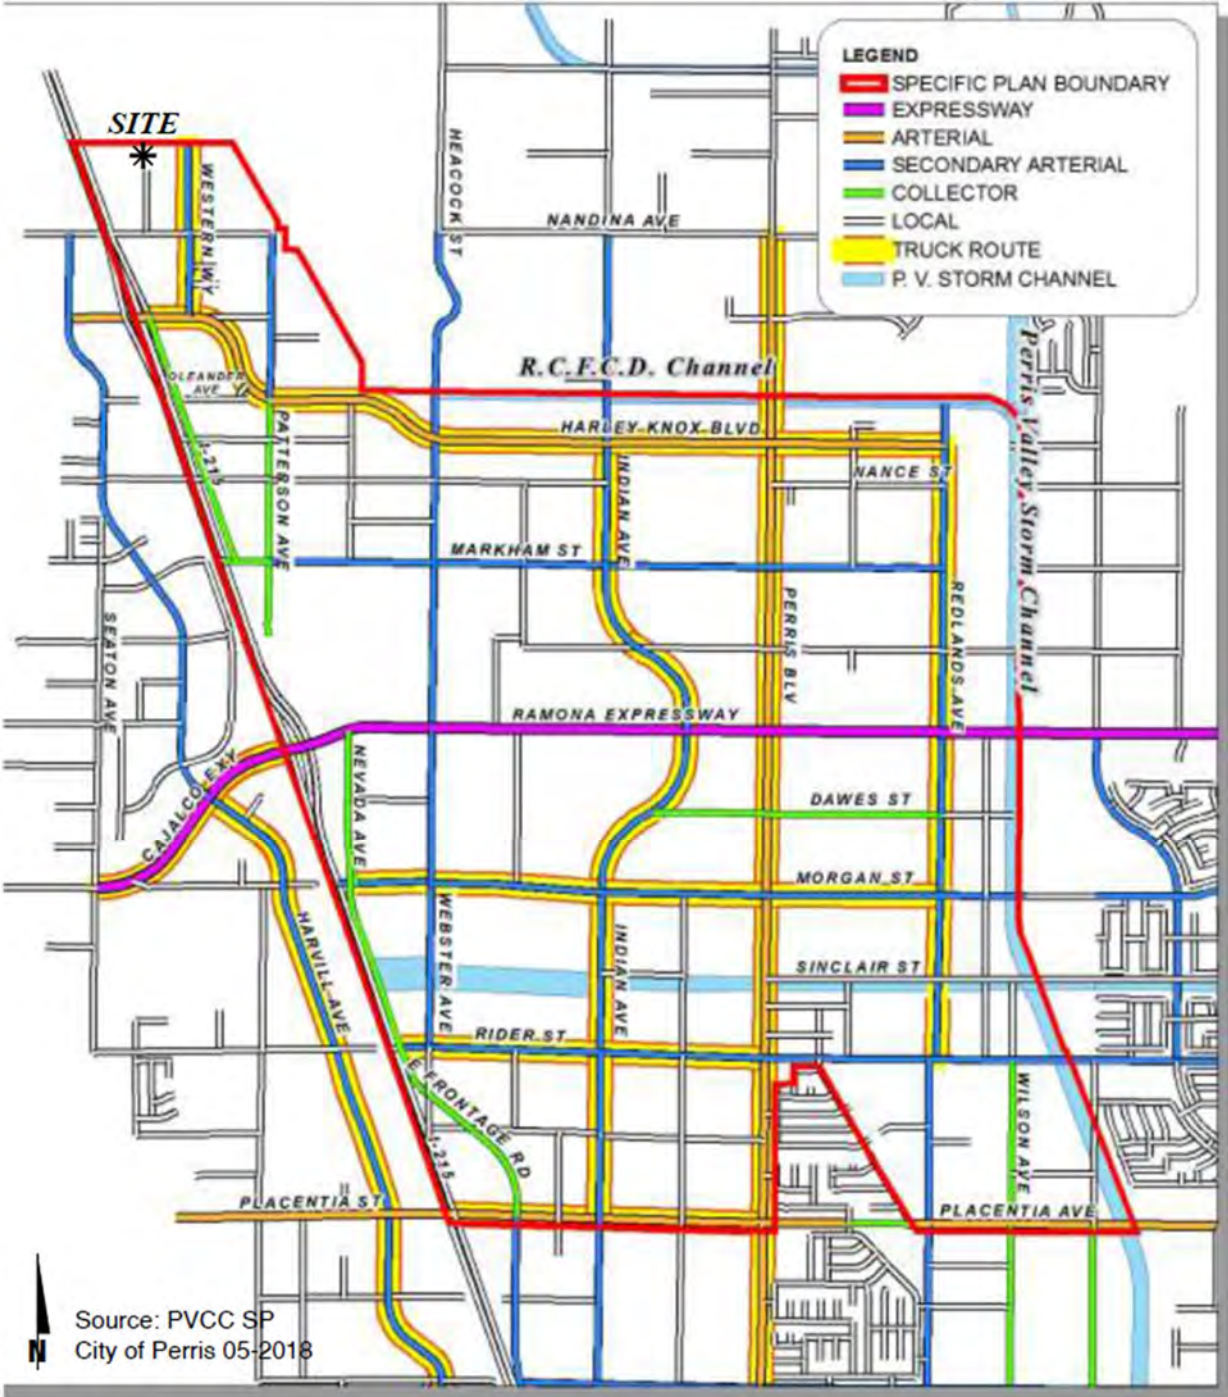 LEGEND
SPECIFIC PLAN BOUNDARY
EXPRESSWAY
ARTERIAL
SECONDARY ARTERIAL
COLLECTOR
LOCAL
TRUCK ROUTE
P. V. STORM CHANNEL
SITE
WESTERN WY
HEACOCK ST
NANDINA AVE
R.C.F.C.D. Channel
Perris Valley Storm Channel
OLEANDER
AVE
HARLEY KNOX BLVD
I-215
PATTERSON AVE
INDIAN AVE
NANCE ST
MARKHAM ST
PERRIS BLV
REDLANDS AVE
SEATON AVE
RAMONA EXPRESSWAY
CAJALCO EXY
NEVADA AVE
DAWES ST
MORGAN ST
HARVILL AVE
WEBSTER AVE
INDIAN AVE
SINCLAIR ST
RIDER ST
E FRONTAGE RD
WILSON AVE
I-215
PLACENTIA ST
PLACENTIA AVE
N
Source: PVCC SP
City of Perris 05-2018